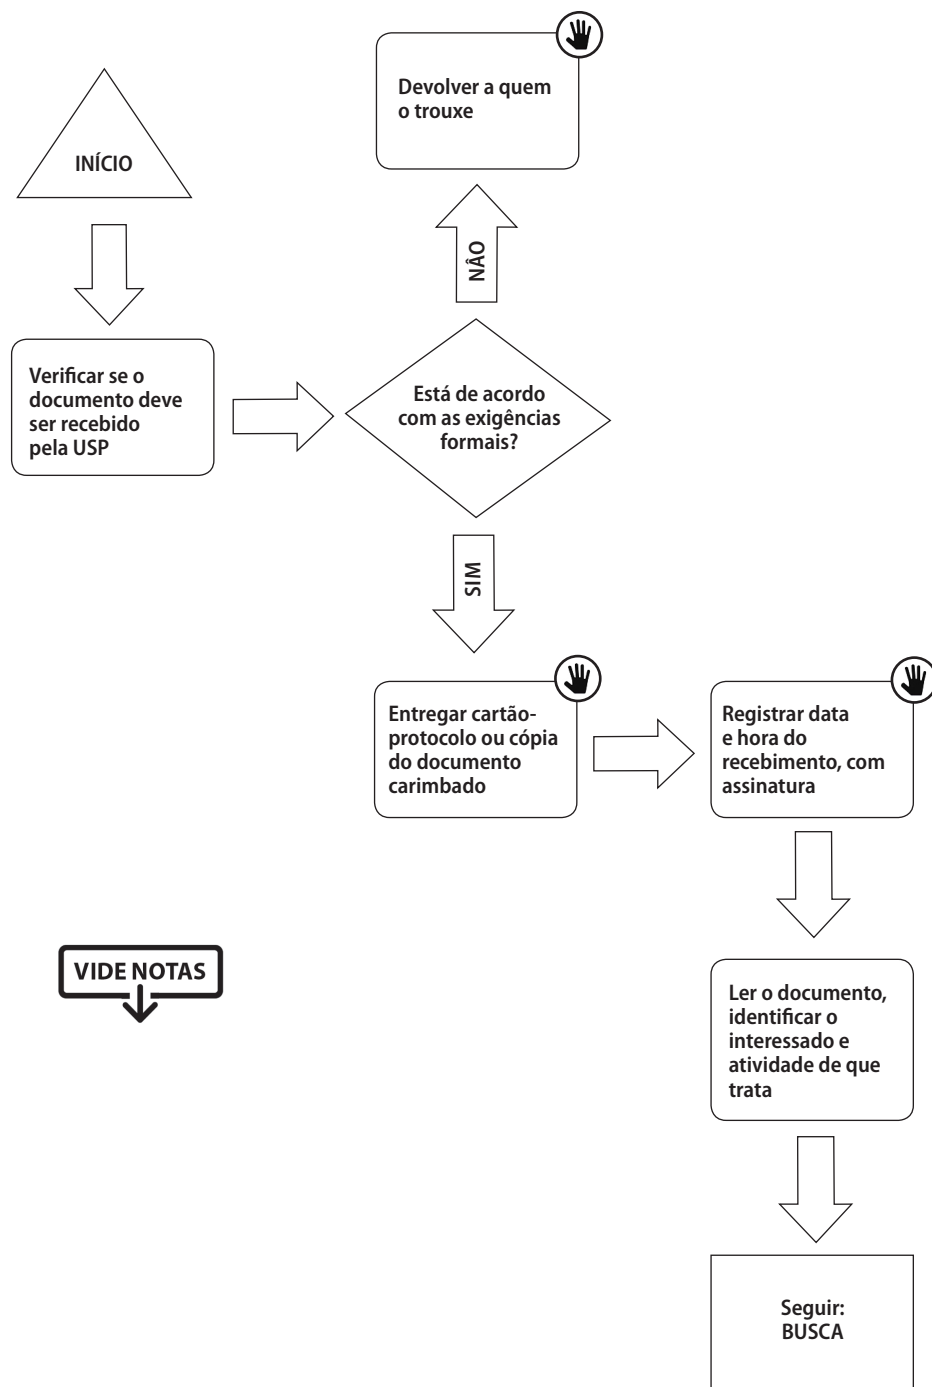 INÍCIO
Devolver a quem
o trouxe
NÂO
Verificar se o
documento deve
ser recebido
pela USP
Está de acordo
com as exigências
formais?
SIM
Entregar cartão-
protocolo ou cópia
do documento
carimbado
Registrar data
e hora do
recebimento, com
assinatura
VIDE NOTAS
Ler o documento,
identificar o
interessado e
atividade de que
trata
Seguir:
BUSCA